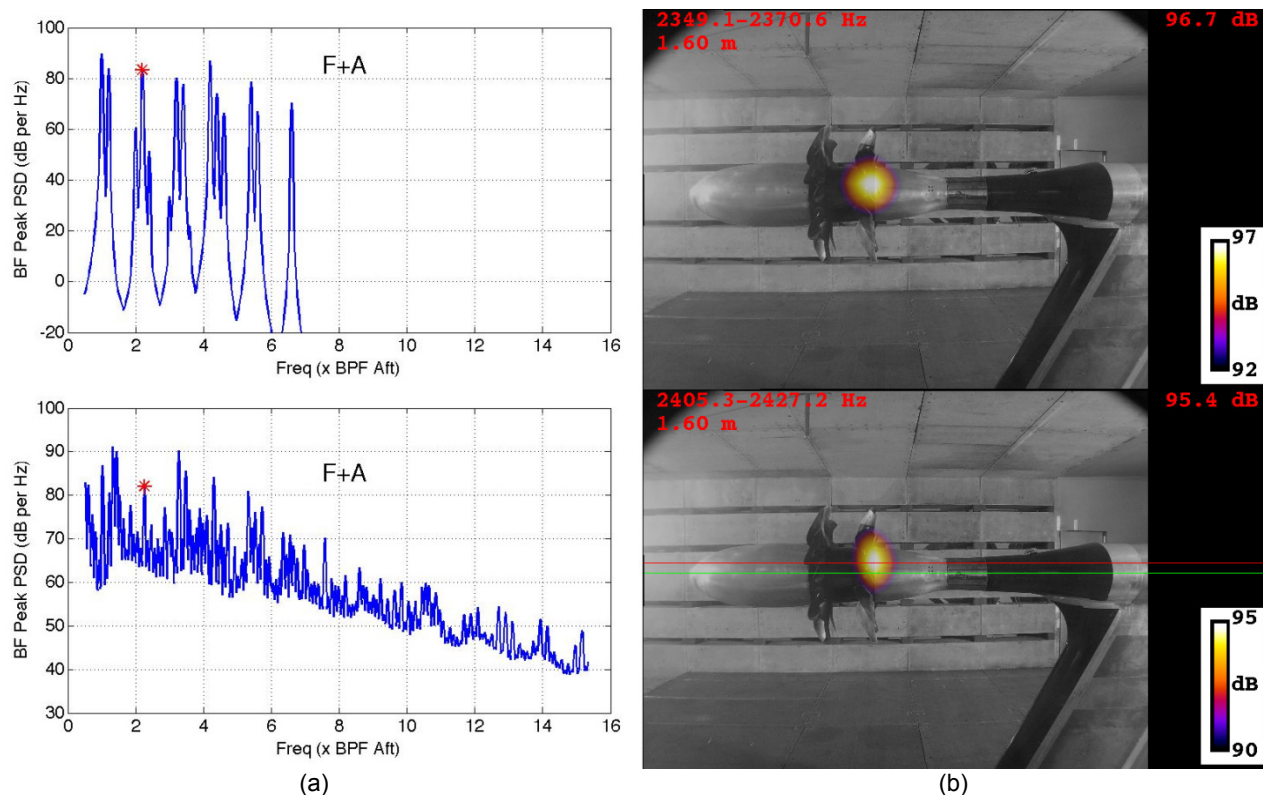 100
80
60
40
20
0
-20
BF Peak PSD (dB per Hz)
F+A
0 2 4 6 8 10 12 14 16
Freq (x BPF Aft)
2349.1-2370.6 Hz
1.60 m
96.7 dB
97
dB
92
100
90
80
70
60
50
40
30
BF Peak PSD (dB per Hz)
F+A
0 2 4 6 8 10 12 14 16
Freq (x BPF Aft)
2405.3-2427.2 Hz
1.60 m
95.4 dB
95
dB
90
(a)
(b)